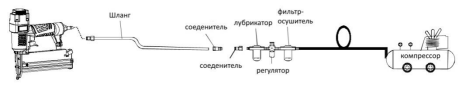 Шланг
соеденитель
соеденитель
лубрикатор
регулятор
фильтр-
осушитель
компрессор